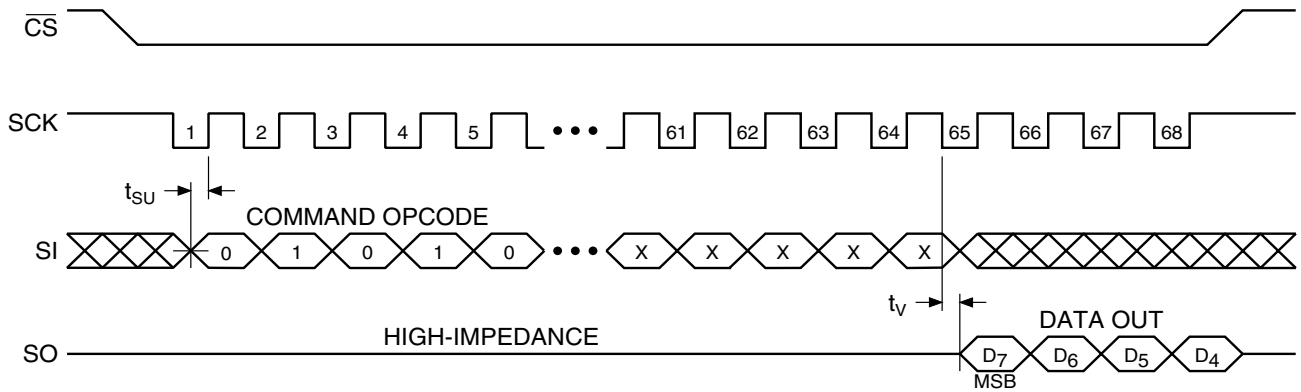 CS
SCK 1 2 3 4 5 ••• 61 62 63 64 65 66 67 68
tSU
COMMAND OPCODE
SI 0 1 0 1 0 ••• X X X X X
tV
HIGH-IMPEDANCE DATA OUT
SO D7 D6 D5 D4
MSB